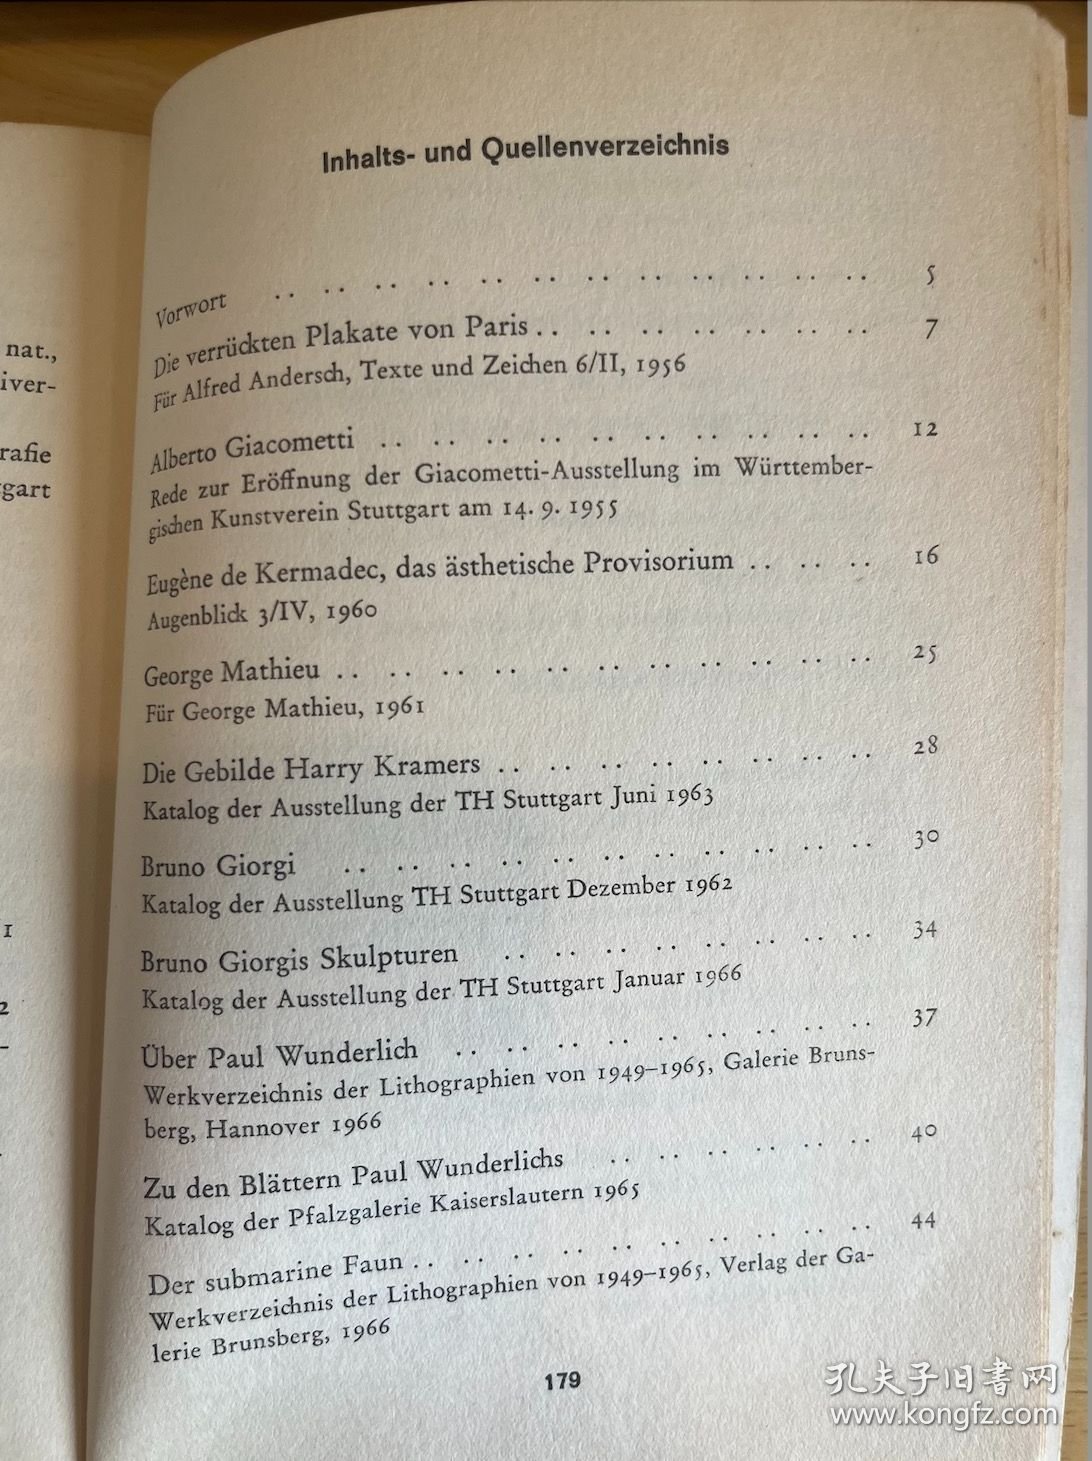 nat.,
iver-
rafie
gart
1
2
Inhalts- und Quellenverzeichnis
Vorwort . . . . . . . . . . . . . . . . . . . . . . . . 5
Die verrückten Plakate von Paris . . . . . . . . . . . . . . 7
Für Alfred Andersch, Texte und Zeichen 6/II, 1956
Alberto Giacometti . . . . . . . . . . . . . . . . . . . . 12
Rede zur Eröffnung der Giacometti-Ausstellung im Württember-
gischen Kunstverein Stuttgart am 14. 9. 1955
Eugène de Kermadec, das ästhetische Provisorium . . . . . . 16
Augenblick 3/IV, 1960
George Mathieu . . . . . . . . . . . . . . . . . . . . . . 25
Für George Mathieu, 1961
Die Gebilde Harry Kramers . . . . . . . . . . . . . . . . 28
Katalog der Ausstellung der TH Stuttgart Juni 1963
Bruno Giorgi . . . . . . . . . . . . . . . . . . . . . . 30
Katalog der Ausstellung TH Stuttgart Dezember 1962
Bruno Giorgis Skulpturen . . . . . . . . . . . . . . . . 34
Katalog der Ausstellung der TH Stuttgart Januar 1966
Über Paul Wunderlich . . . . . . . . . . . . . . . . . . 37
Werkverzeichnis der Lithographien von 1949–1965, Galerie Bruns-
berg, Hannover 1966
Zu den Blättern Paul Wunderlichs . . . . . . . . . . . . 40
Katalog der Pfalzgalerie Kaiserslautern 1965
Der submarine Faun . . . . . . . . . . . . . . . . . . . . 44
Werkverzeichnis der Lithographien von 1949–1965, Verlag der Ga-
lerie Brunsberg, 1966
179
孔夫子旧书网
www.kongfz.com